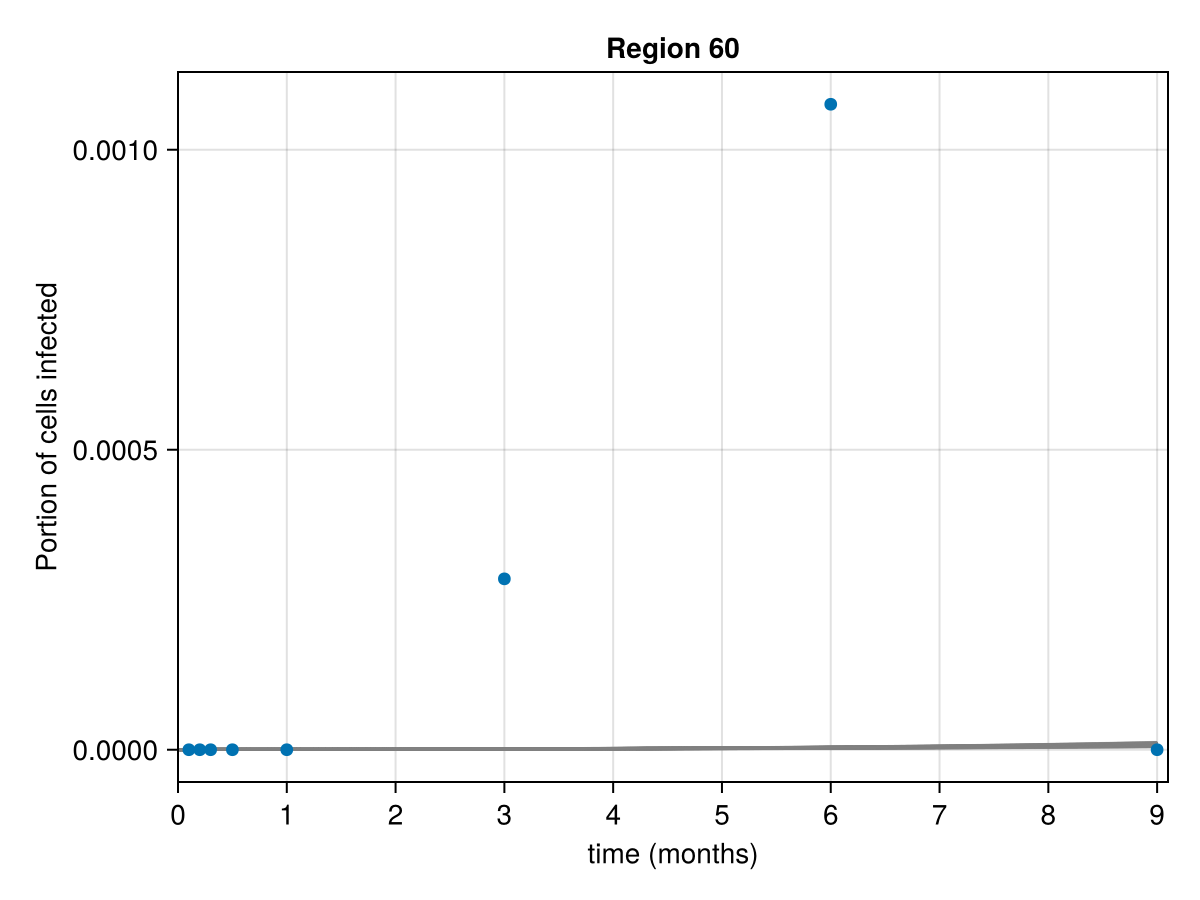 Region 60
Portion of cells infected
0.0010
0.0005
0.0000
0 1 2 3 4 5 6 7 8 9
time (months)